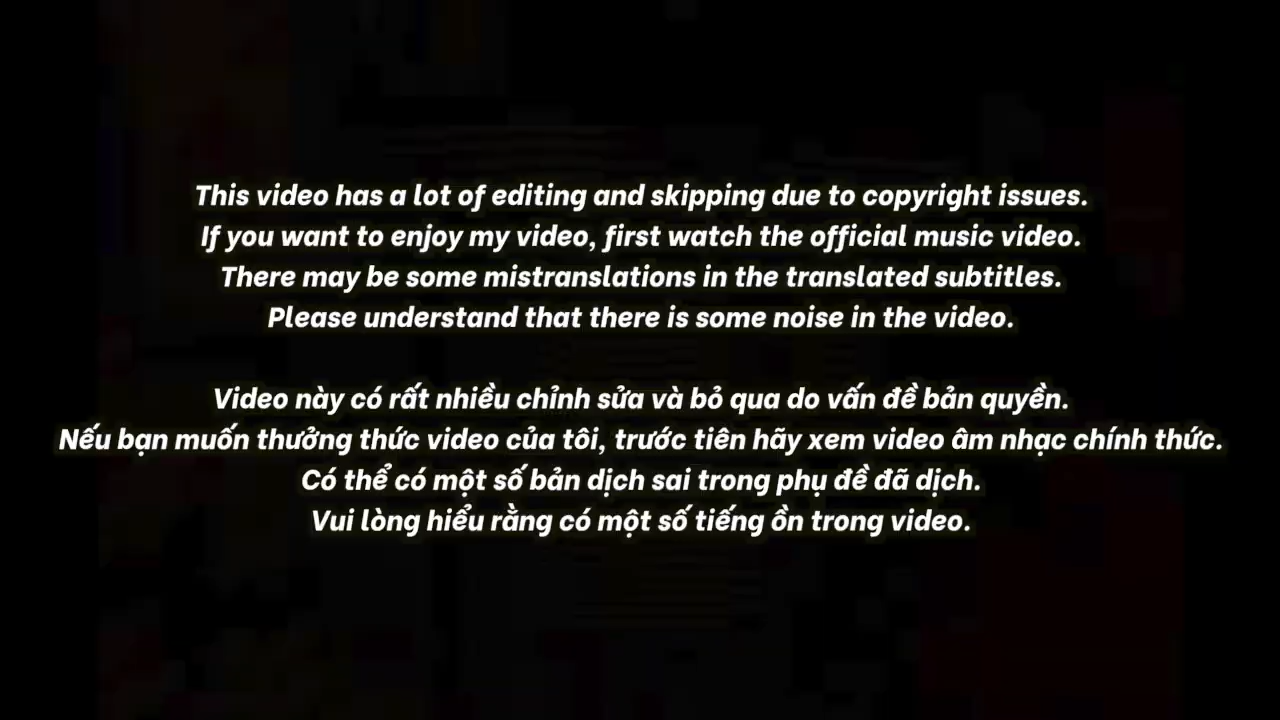 This video has a lot of editing and skipping due to copyright issues.
If you want to enjoy my video, first watch the official music video.
There may be some mistranslations in the translated subtitles.
Please understand that there is some noise in the video.
Video này có rất nhiều chỉnh sửa và bỏ qua do vấn đề bản quyền.
Nếu bạn muốn thưởng thức video của tôi, trước tiên hãy xem video âm nhạc chính thức.
Có thể có một số bản dịch sai trong phụ đề đã dịch.
Vui lòng hiểu rằng có một số tiếng ồn trong video.